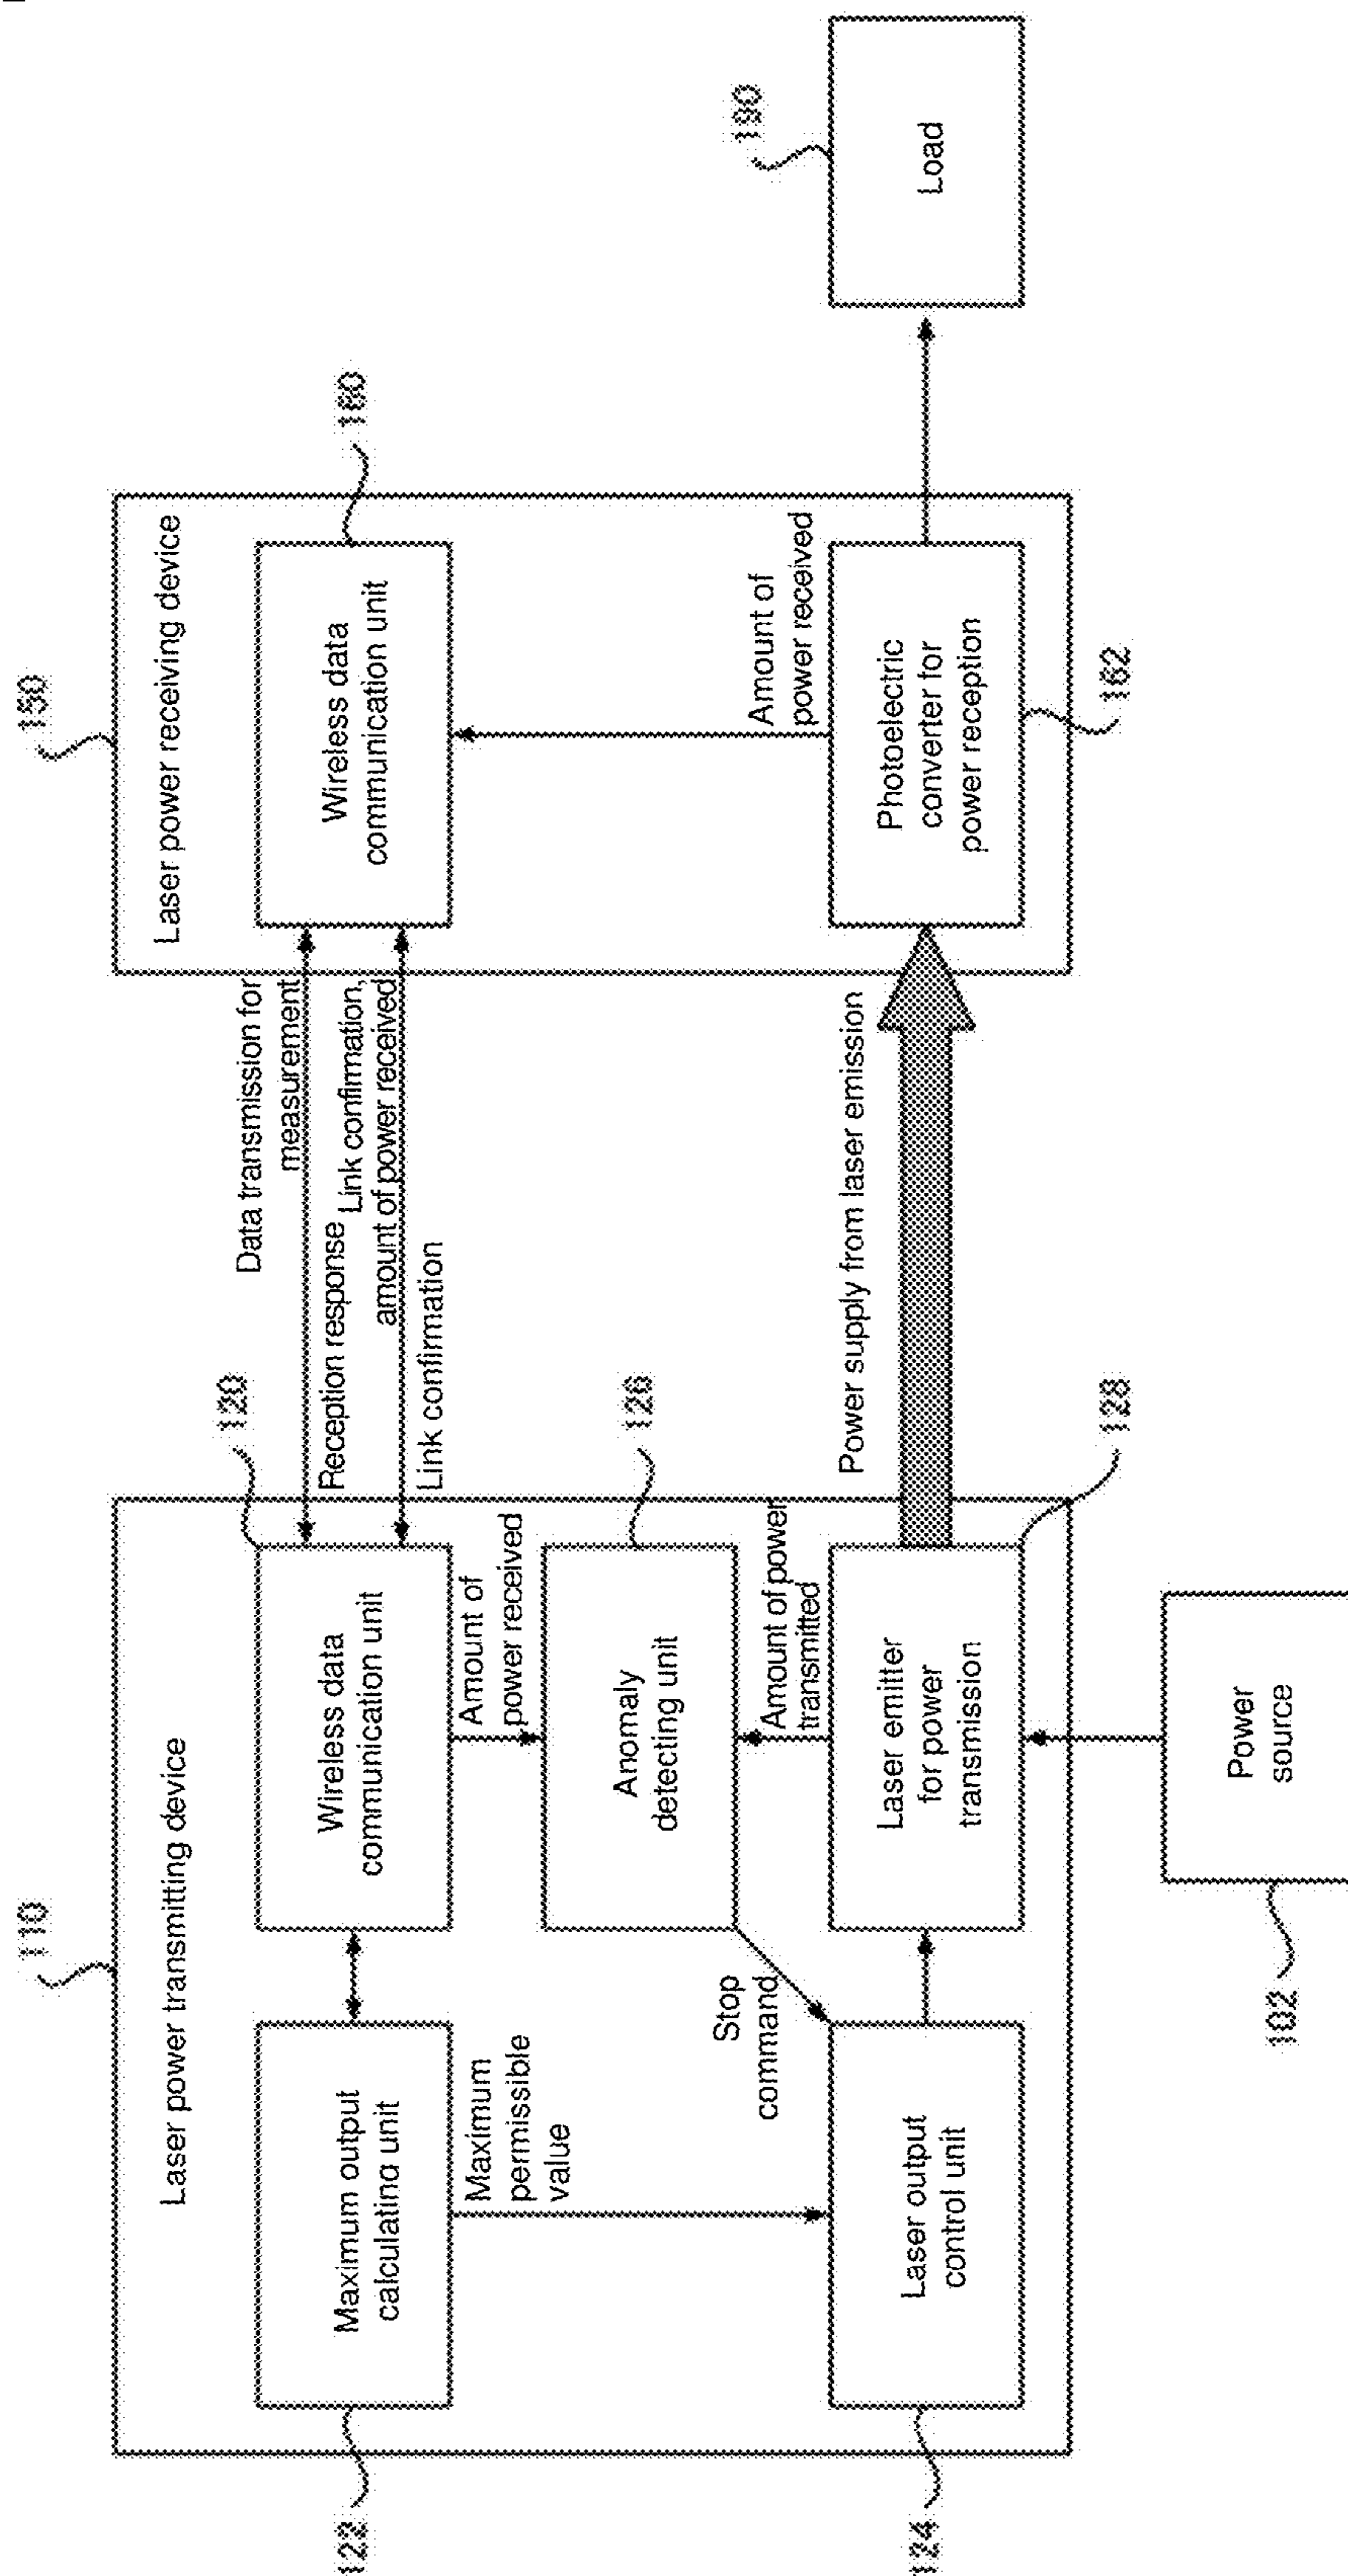 110
Laser power transmitting device
122
Maximum output
calculating unit
120
Wireless data
communication unit
Maximum
permissible
value
Amount of
power received
126
Anomaly
detecting unit
Stop
command
Amount of power
transmitted
124
Laser output
control unit
Laser emitter
for power
transmission
128
102
Power
source
Data transmission for
measurement
Reception response
Link confirmation,
amount of power received
Link confirmation
Power supply from laser emission
150
Laser power receiving device
160
Wireless data
communication unit
Amount of
power received
Photoelectric
converter for
power reception
162
190
Load